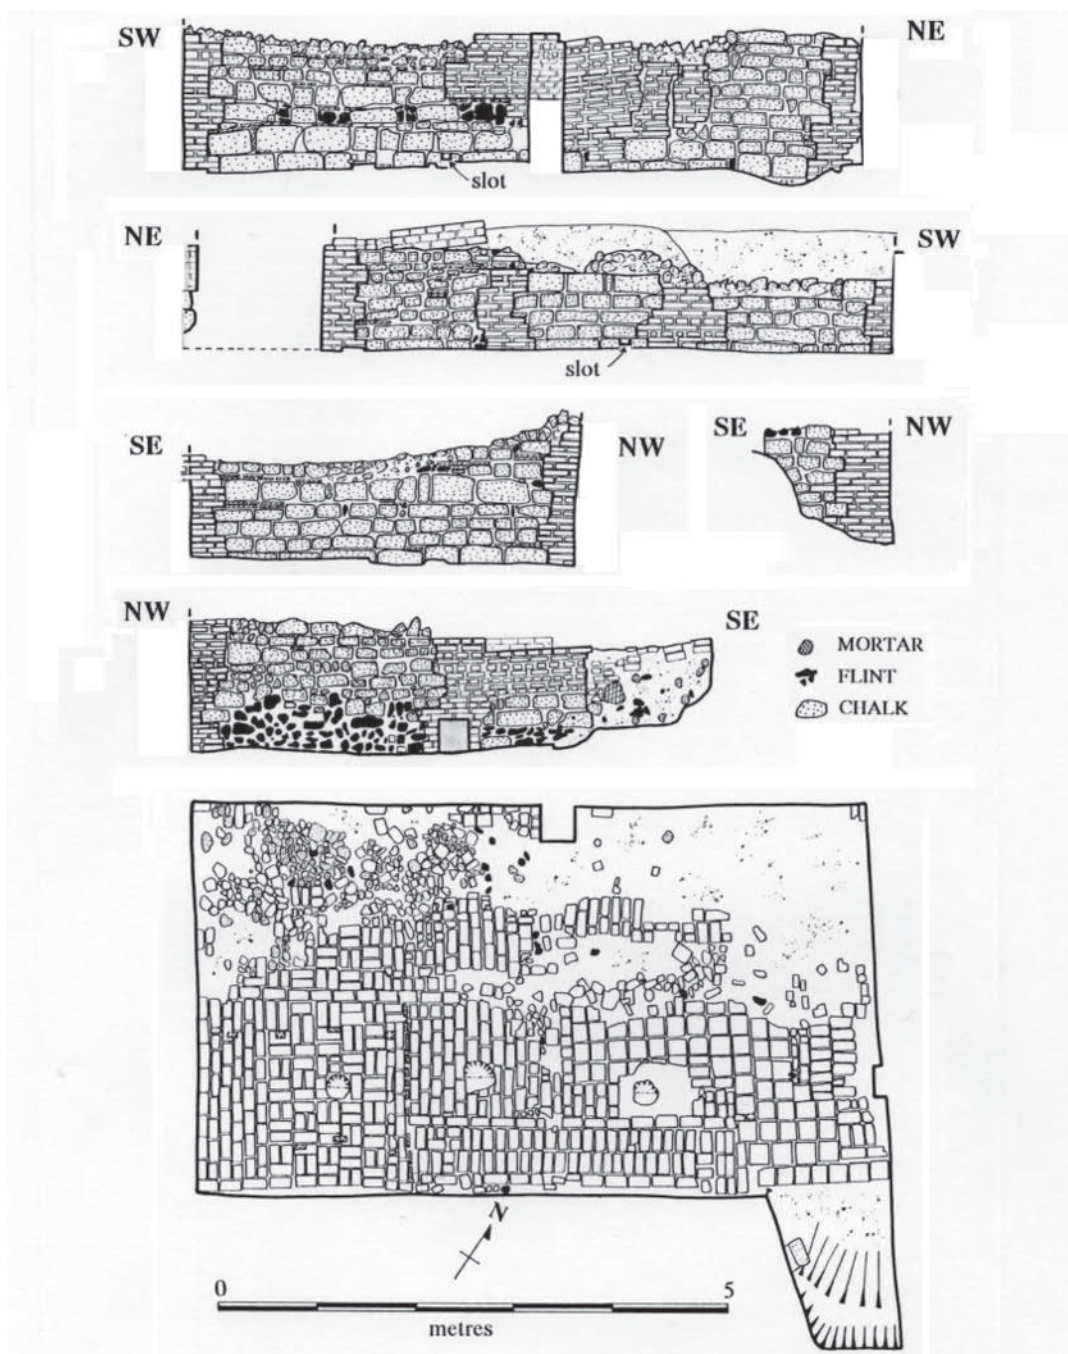 SW NE
slot
NE SW
slot
SE NW SE NW
NW SE
MORTAR
FLINT
CHALK
N
0 5
metres